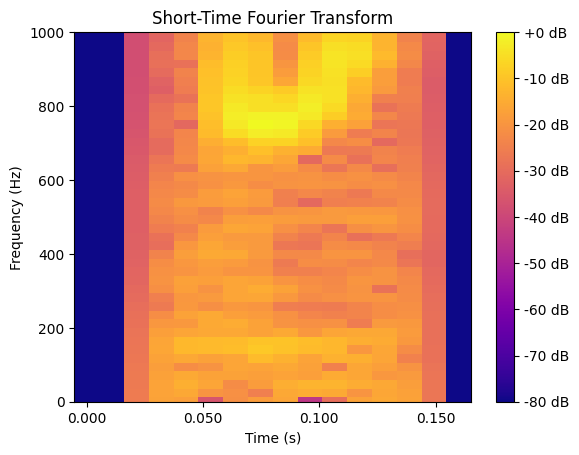 Short-Time Fourier Transform
1000
800
600
400
200
0
Frequency (Hz)
0.000
0.050
0.100
0.150
Time (s)
+0 dB
-10 dB
-20 dB
-30 dB
-40 dB
-50 dB
-60 dB
-70 dB
-80 dB